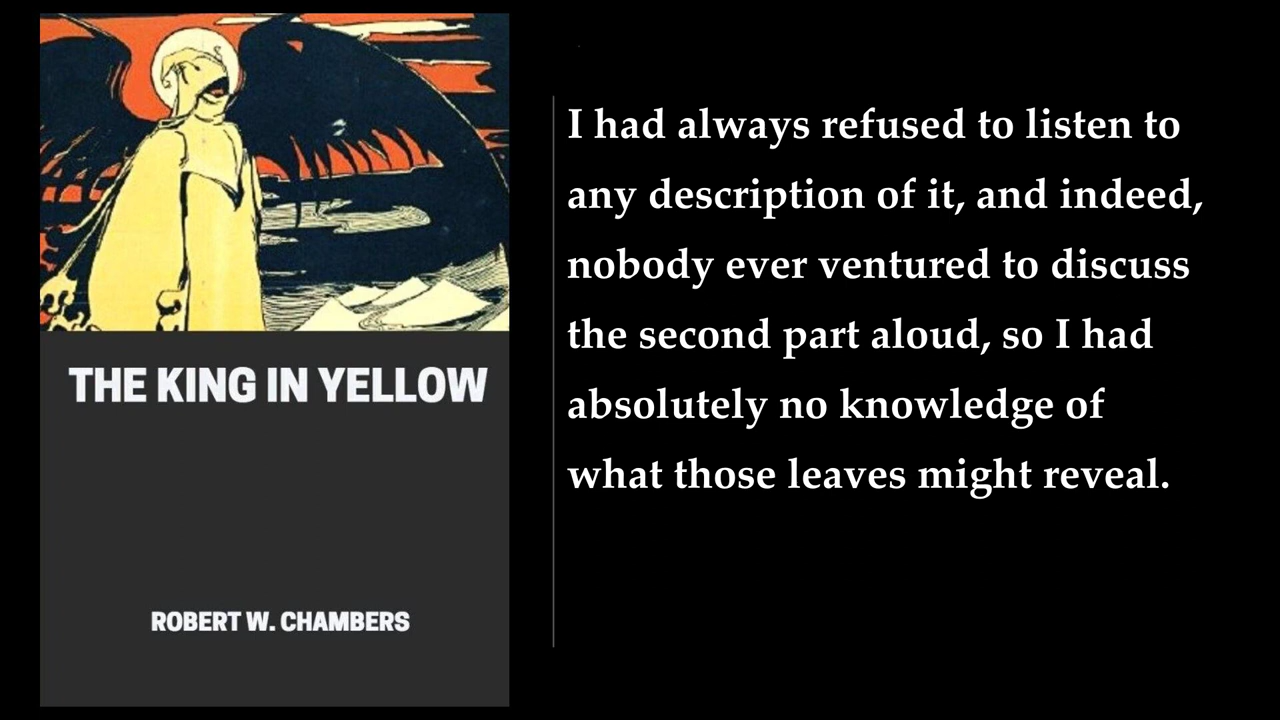 THE KING IN YELLOW
ROBERT W. CHAMBERS
I had always refused to listen to
any description of it, and indeed,
nobody ever ventured to discuss
the second part aloud, so I had
absolutely no knowledge of
what those leaves might reveal.